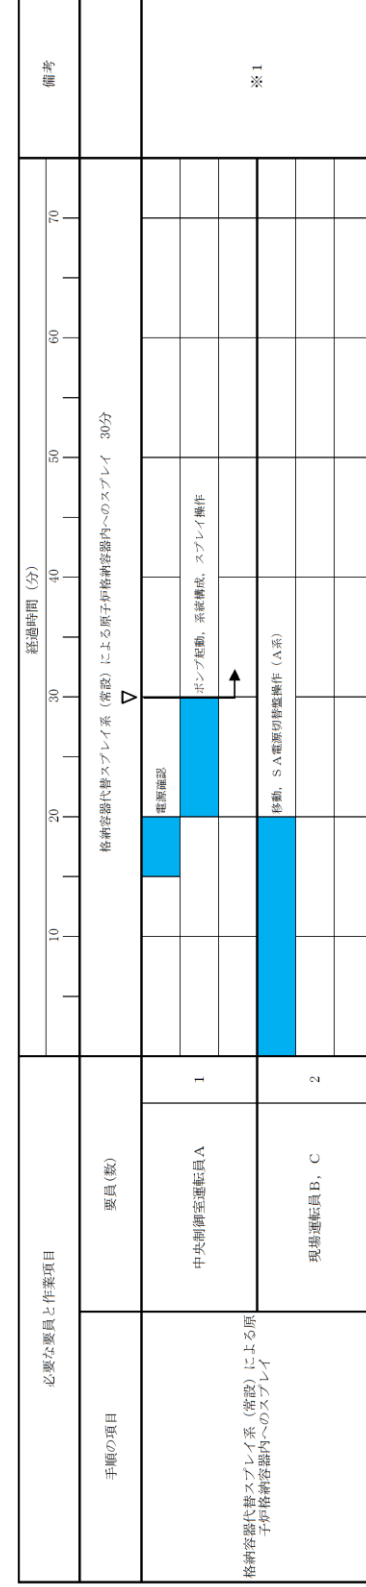 必要な要員と作業項目
経過時間（分）
備考
10 20 30 40 50 60 70
手順の項目
要員(数)
格納容器代替スプレイ系（常設）による原子炉格納容器内へのスプレイ　30分
▽
格納容器代替スプレイ系（常設）による原
子炉格納容器内へのスプレイ
中央制御室運転員A
1
電源確認
ポンプ起動，系統構成，スプレイ操作
※1
現場運転員B，C
2
移動，SA電源切替盤操作（A系）